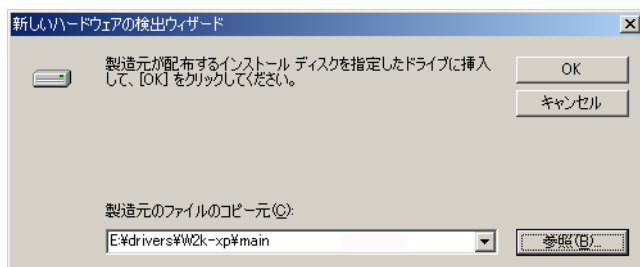 新しいハードウェアの検出ウィザード
製造元が配布するインストール ディスクを指定したドライブに挿入
して、[OK] をクリックしてください。
OK
キャンセル
製造元のファイルのコピー元(C):
E:¥drivers¥W2k-xp¥main
参照(B)...